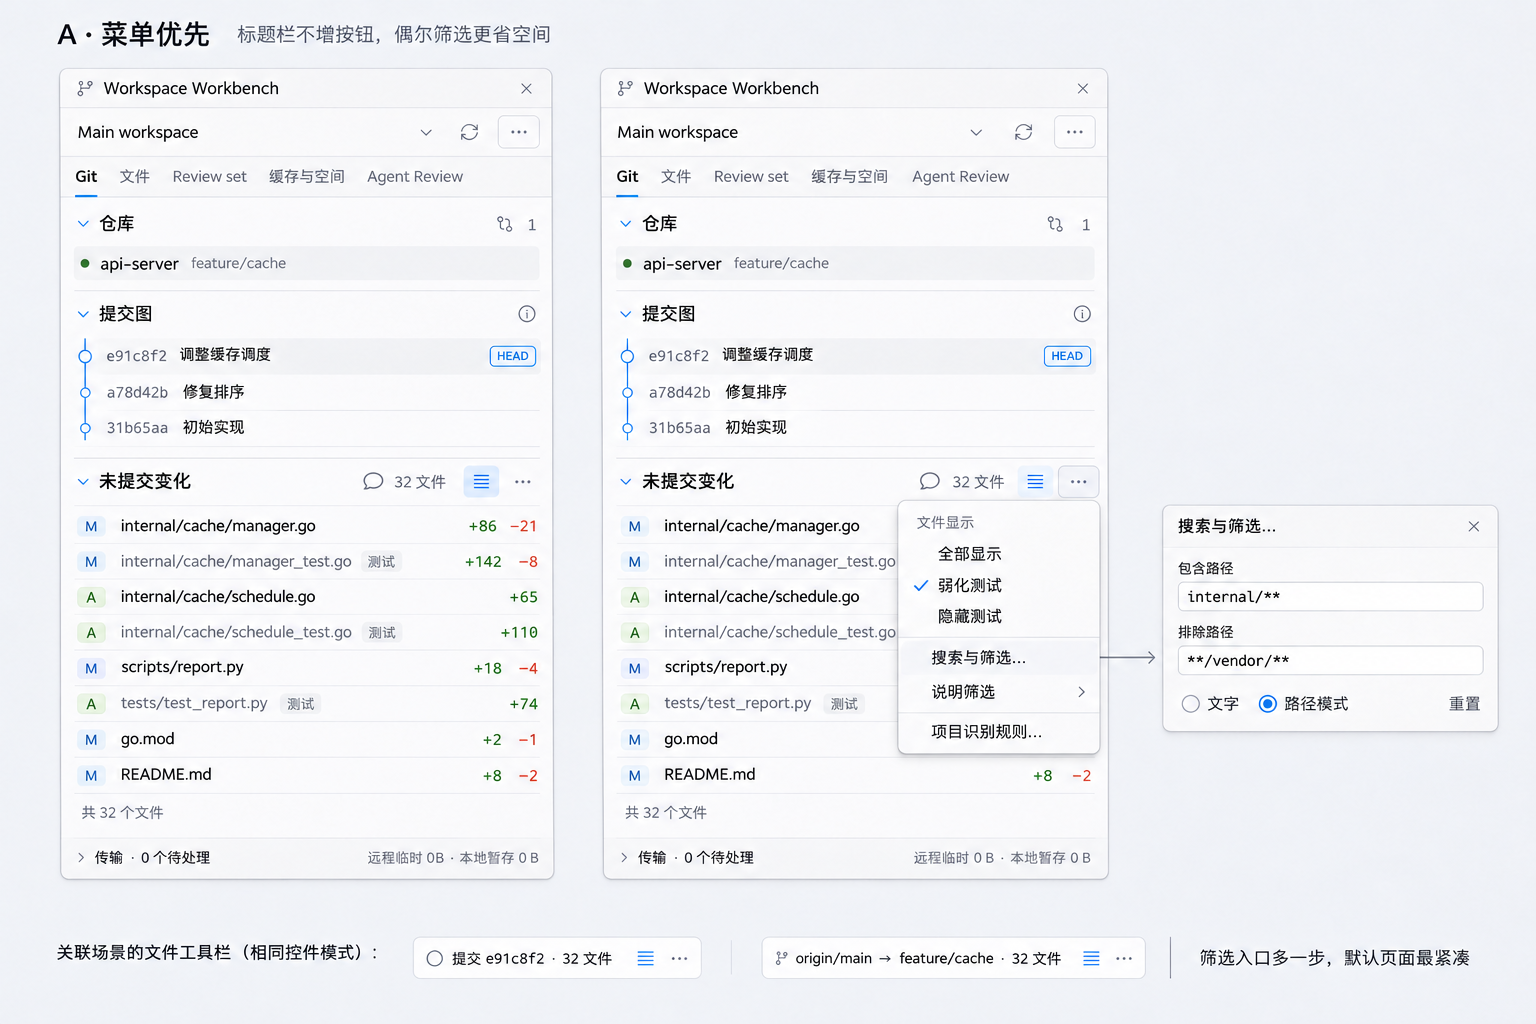 A · 菜单优先 标题栏不增按钮，偶尔筛选更省空间
Workspace Workbench
Main workspace
Git 文件 Review set 缓存与空间 Agent Review
仓库 1
api-server feature/cache
提交图
e91c8f2 调整缓存调度 HEAD
a78d42b 修复排序
31b65aa 初始实现
未提交变化 32 文件
M internal/cache/manager.go +86 −21
M internal/cache/manager_test.go 测试 +142 −8
A internal/cache/schedule.go +65
A internal/cache/schedule_test.go 测试 +110
M scripts/report.py +18 −4
A tests/test_report.py 测试 +74
M go.mod +2 −1
M README.md +8 −2
共 32 个文件
传输 · 0 个待处理 远程临时 0B · 本地暂存 0 B
Workspace Workbench
Main workspace
Git 文件 Review set 缓存与空间 Agent Review
仓库 1
api-server feature/cache
提交图
e91c8f2 调整缓存调度 HEAD
a78d42b 修复排序
31b65aa 初始实现
未提交变化 32 文件
M internal/cache/manager.go
M internal/cache/manager_test.go
A internal/cache/schedule.go
A internal/cache/schedule_test.go
M scripts/report.py
A tests/test_report.py 测试
M go.mod
M README.md +8 −2
共 32 个文件
传输 · 0 个待处理 远程临时 0 B · 本地暂存 0 B
文件显示
全部显示
弱化测试
隐藏测试
搜索与筛选...
说明筛选
项目识别规则...
搜索与筛选...
包含路径
internal/**
排除路径
**/vendor/**
文字 路径模式 重置
关联场景的文件工具栏（相同控件模式）：
提交 e91c8f2 · 32 文件
origin/main → feature/cache · 32 文件
筛选入口多一步，默认页面最紧凑